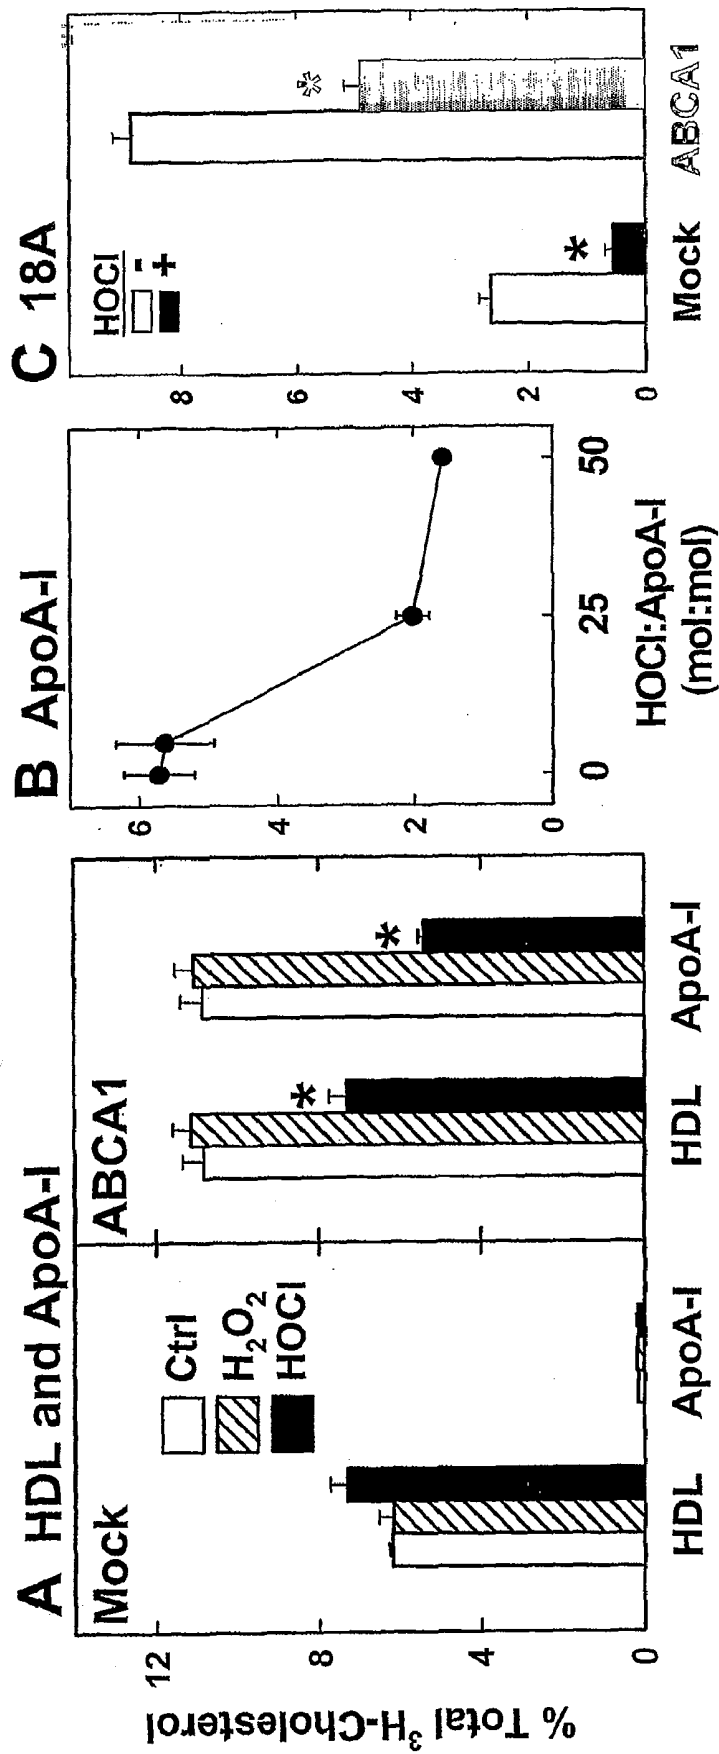 A HDL and ApoA-I
Mock
ABCA1
Ctrl
H₂O₂
HOCl
% Total ³H-Cholesterol
12
8
4
0
HDL
ApoA-I
HDL
ApoA-I
*
*
B ApoA-I
6
4
2
0
0
25
50
HOCl:ApoA-I
(mol:mol)
C 18A
HOCl
-
+
8
6
4
2
0
*
*
Mock
ABCA1